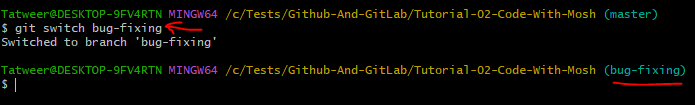 Tatweer@DESKTOP-9FV4RTN MINGW64 /c/Tests/Github-And-GitLab/Tutorial-02-Code-With-Mosh (master)
$ git switch bug-fixing
Switched to branch 'bug-fixing'
Tatweer@DESKTOP-9FV4RTN MINGW64 /c/Tests/Github-And-GitLab/Tutorial-02-Code-With-Mosh (bug-fixing)
$